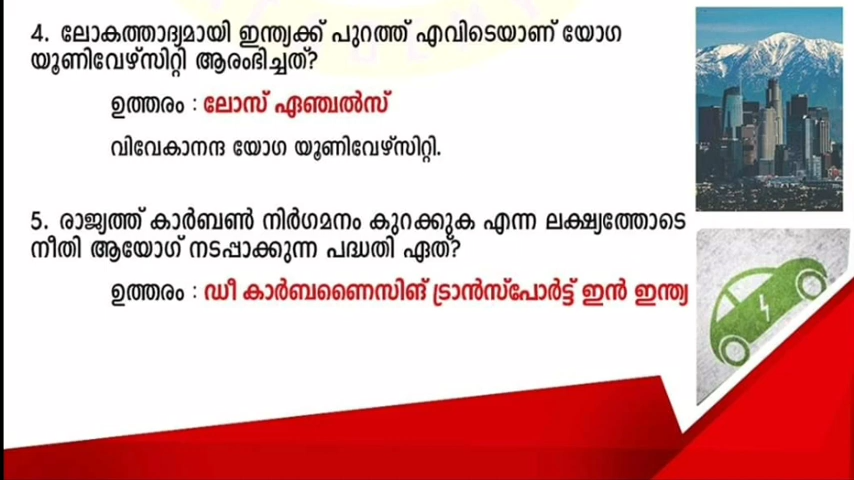 4. ലോകത്താദ്യമായി ഇന്ത്യക്ക് പുറത്ത് എവിടെയാണ് യോഗ
യൂണിവേഴ്സിറ്റി ആരംഭിച്ചത്?
ഉത്തരം : ലോസ് ഏഞ്ചൽസ്
വിവേകാനന്ദ യോഗ യൂണിവേഴ്സിറ്റി.
5. രാജ്യത്ത് കാർബൺ നിർഗമനം കുറക്കുക എന്ന ലക്ഷ്യത്തോടെ
നീതി ആയോഗ് നടപ്പാക്കുന്ന പദ്ധതി ഏത്?
ഉത്തരം : ഡീ കാർബണൈസിങ് ട്രാൻസ്പോർട്ട് ഇൻ ഇന്ത്യ